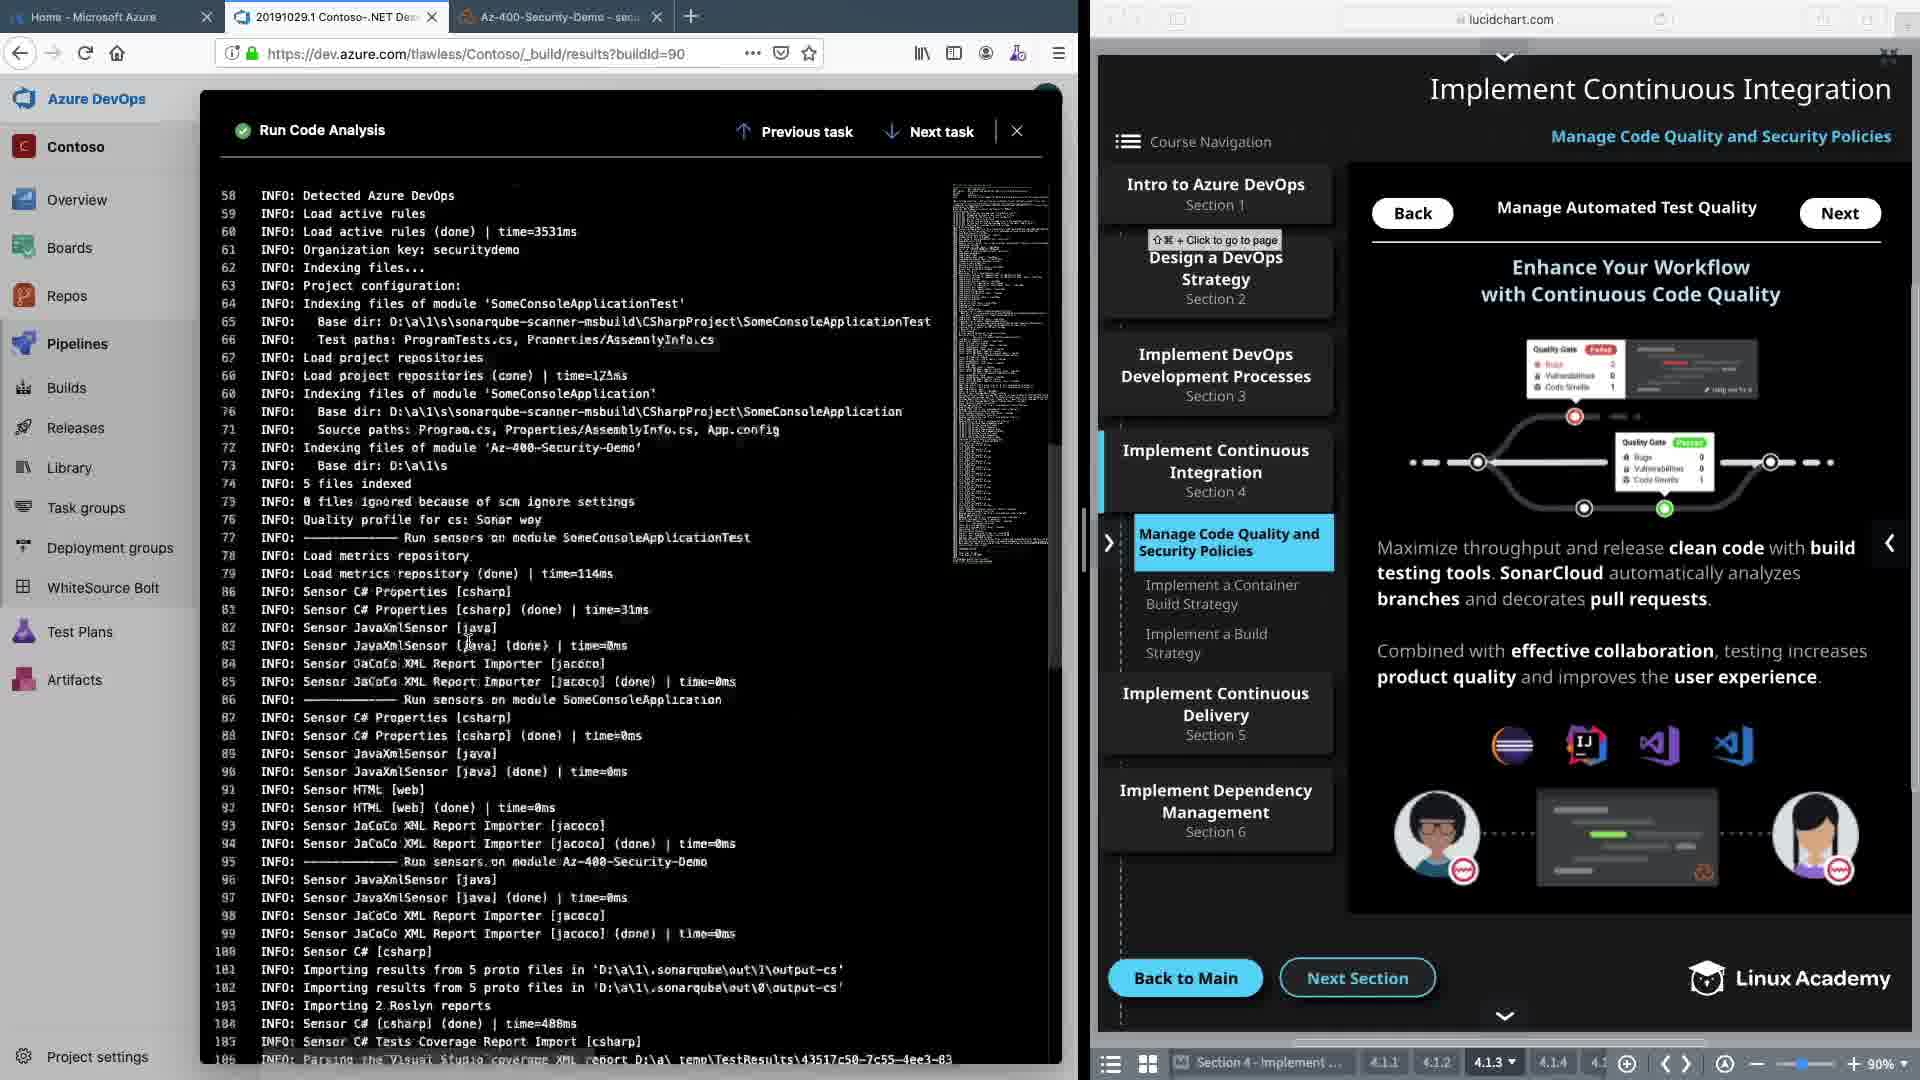 Home - Microsoft Azure
20191029.1 Contoso-.NET Des
Az-400-Security-Demo - sec
lucidchart.com
https://dev.azure.com/tlawless/Contoso/_build/results?buildId=90
Azure DevOps
Contoso
Overview
Boards
Repos
Pipelines
Builds
Releases
Library
Task groups
Deployment groups
WhiteSource Bolt
Test Plans
Artifacts
Project settings
Run Code Analysis
Previous task
Next task
58 INFO: Detected Azure DevOps
59 INFO: Load active rules
60 INFO: Load active rules (done) | time=3531ms
61 INFO: Organization key: securitydemo
62 INFO: Indexing files...
63 INFO: Project configuration:
64 INFO: Indexing files of module 'SomeConsoleApplicationTest'
65 INFO: Base dir: D:\a\1\s\sonarqube-scanner-msbuild\CSharpProject\SomeConsoleApplicationTest
66 INFO: Test paths: ProgramTests.cs, Properties/AssemblyInfo.cs
67 INFO: Load project repositories
INFO: Load project repositories (done) |
INFO: Indexing files of module 'SomeConsoleApplication'
INFO: Base dir: D:\a\1\s\sonarqube-scanner-msbuild\CSharpProject\SomeConsoleApplication
71 INFO: Source paths: Program.cs, Properties/AssemblyInfo.cs, App.config
72 INFO: Indexing files of module 'Az-400-Security-Demo'
73 INFO: Base dir: D:\a\1\s
74 INFO: 5 files indexed
75 INFO: 0 files ignored because of scm ignore settings
76 INFO: Quality profile for cs: Sonar way
77 INFO: ------------- Run sensors on module SomeConsoleApplicationTest
78 INFO: Load metrics repository
79 INFO: Load metrics repository (done) | time=114ms
INFO: Sensor C# Properties [csharp]
81 INFO: Sensor C# Properties [csharp] (done) | time=31ms
82 INFO: Sensor JavaXmlSensor [java]
83 INFO: Sensor JavaXmlSensor [java] (done) | time=0ms
84 INFO: Sensor JaCoCo XML Report Importer [jacoco]
85 INFO: Sensor JaCoCo XML Report Importer [jacoco] (done) | time=0ms
86 INFO: ------------- Run sensors on module SomeConsoleApplication
87 INFO: Sensor C# Properties [csharp]
88 INFO: Sensor C# Properties [csharp] (done) | time=0ms
89 INFO: Sensor JavaXmlSensor [java]
90 INFO: Sensor JavaXmlSensor [java] (done) | time=0ms
91 INFO: Sensor HTML [web]
92 INFO: Sensor HTML [web] (done) | time=0ms
93 INFO: Sensor JaCoCo XML Report Importer [jacoco]
94 INFO: Sensor JaCoCo XML Report Importer [jacoco] (done) | time=0ms
95 INFO: ------------- Run sensors on module Az-400-Security-Demo
96 INFO: Sensor JavaXmlSensor [java]
97 INFO: Sensor JavaXmlSensor [java] (done) | time=0ms
98 INFO: Sensor JaCoCo XML Report Importer [jacoco]
99 INFO: Sensor JaCoCo XML Report Importer [jacoco] (done) | time=0ms
100 INFO: Sensor C# [csharp]
101 INFO: Importing results from 5 proto files in 'D:\a\1\.sonarqube\out\1\output-cs'
102 INFO: Importing results from 5 proto files in 'D:\a\1\.sonarqube\out\0\output-cs'
103 INFO: Importing 2 Roslyn reports
104 INFO: Sensor C# [csharp] (done) | time=488ms
105 INFO: Sensor C# Tests Coverage Report Import [csharp]
106 INFO: Parsing the Visual Studio coverage XML report D:\a\_temp\TestResults\43517c50-7c55-4ee3-83
Implement Continuous Integration
Manage Code Quality and Security Policies
Course Navigation
Intro to Azure DevOps
Section 1
⇧⌘ + Click to go to page
Design a DevOps
Strategy
Section 2
Implement DevOps
Development Processes
Section 3
Implement Continuous
Integration
Section 4
Manage Code Quality and
Security Policies
Implement a Container
Build Strategy
Implement a Build
Strategy
Implement Continuous
Delivery
Section 5
Implement Dependency
Management
Section 6
Back to Main
Next Section
Back
Manage Automated Test Quality
Next
Enhance Your Workflow
with Continuous Code Quality
Quality Gate Failed
Bugs
Vulnerabilities 0
Code Smells 1
Quality Gate Passed
Bugs 0
Vulnerabilities 0
Code Smells 1
Maximize throughput and release clean code with build
testing tools. SonarCloud automatically analyzes
branches and decorates pull requests.
Combined with effective collaboration, testing increases
product quality and improves the user experience.
IJ
Linux Academy
Section 4 - Implement ...
4.1.1
4.1.2
4.1.3
4.1.4
90%